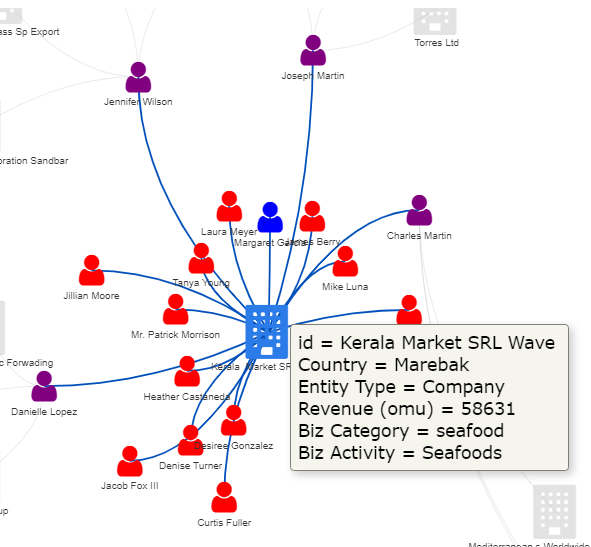 ass Sp Export
Torres Ltd
Joseph Martin
Jennifer Wilson
oration Sandbar
Laura Meyer
Charles Martin
Margaret Garcia
James Berry
Tanya Young
Mike Luna
Jillian Moore
Mr. Patrick Morrison
id = Kerala Market SRL Wave
Country = Marebak
Entity Type = Company
Revenue (omu) = 58631
Biz Category = seafood
Biz Activity = Seafoods
c Forwading
Kerala Market SR
Heather Castaneda
Danielle Lopez
Desiree Gonzalez
Denise Turner
Jacob Fox III
up
Curtis Fuller
Mediterranean s Worldwide